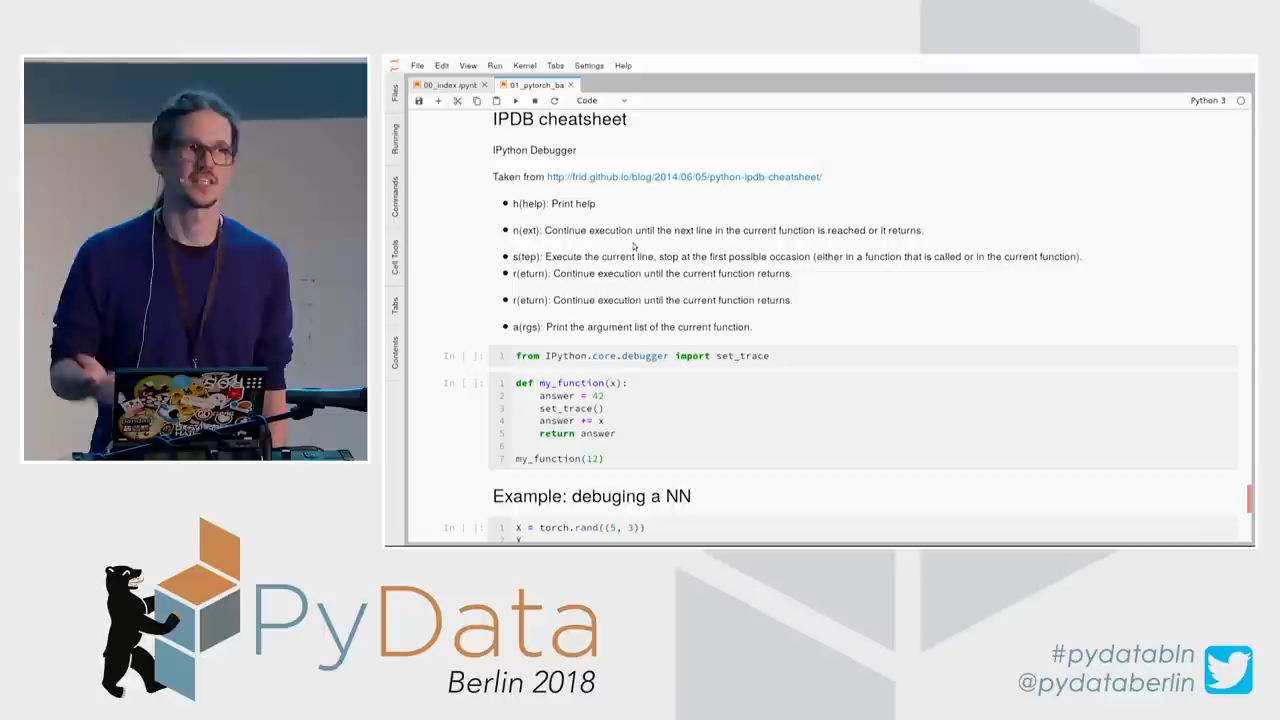 File Edit View Run Kernel Tabs Settings Help
00_index.ipynt × 01_pytorch_ba ×
Code
Python 3
Files
Running
Commands
Cell Tools
Tabs
Contents
IPDB cheatsheet
IPython Debugger
Taken from http://frid.github.io/blog/2014/06/05/python-ipdb-cheatsheet/
h(help): Print help
n(ext): Continue execution until the next line in the current function is reached or it returns.
s(tep): Execute the current line, stop at the first possible occasion (either in a function that is called or in the current function).
r(eturn): Continue execution until the current function returns.
r(eturn): Continue execution until the current function returns.
a(rgs): Print the argument list of the current function.
In [ ]: 1 from IPython.core.debugger import set_trace
In [ ]: 1 def my_function(x):
2 answer = 42
3 set_trace()
4 answer += x
5 return answer
6
7 my_function(12)
Example: debuging a NN
In [ ]: 1 X = torch.rand((5, 3))
2 X
PyData
Berlin 2018
#pydatabln
@pydataberlin